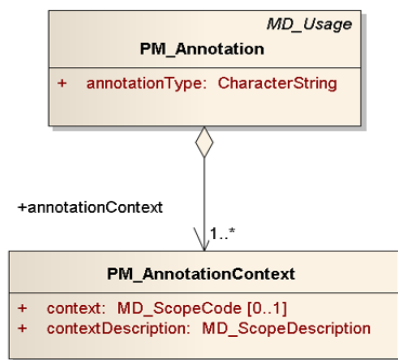 MD_Usage
PM_Annotation
+ annotationType: CharacterString
+annotationContext
1..*
PM_AnnotationContext
+ context: MD_ScopeCode [0..1]
+ contextDescription: MD_ScopeDescription